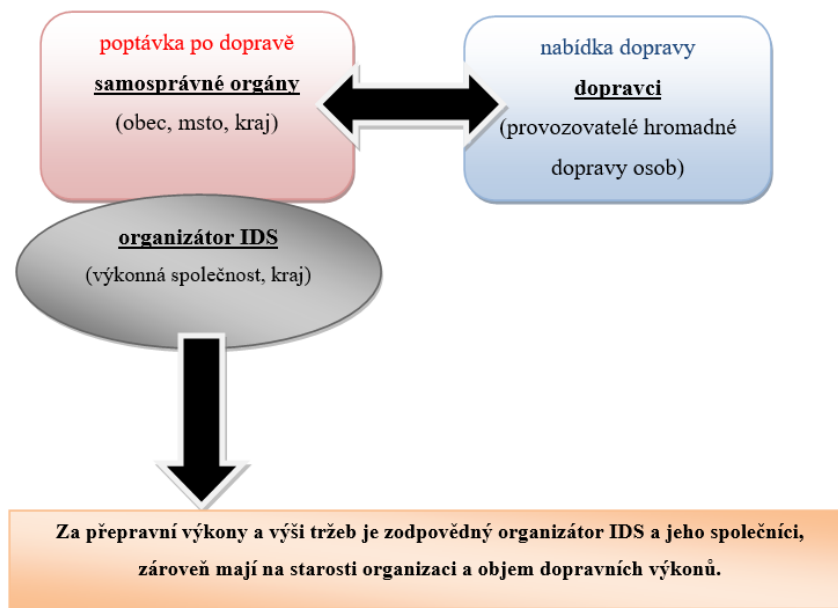 poptávka po dopravě
samosprávné orgány
(obec, msto, kraj)
nabídka dopravy
dopravci
(provozovatelé hromadné
dopravy osob)
organizátor IDS
(výkonná společnost, kraj)
Za přepravní výkony a výši tržeb je zodpovědný organizátor IDS a jeho společníci,
zároveň mají na starosti organizaci a objem dopravních výkonů.